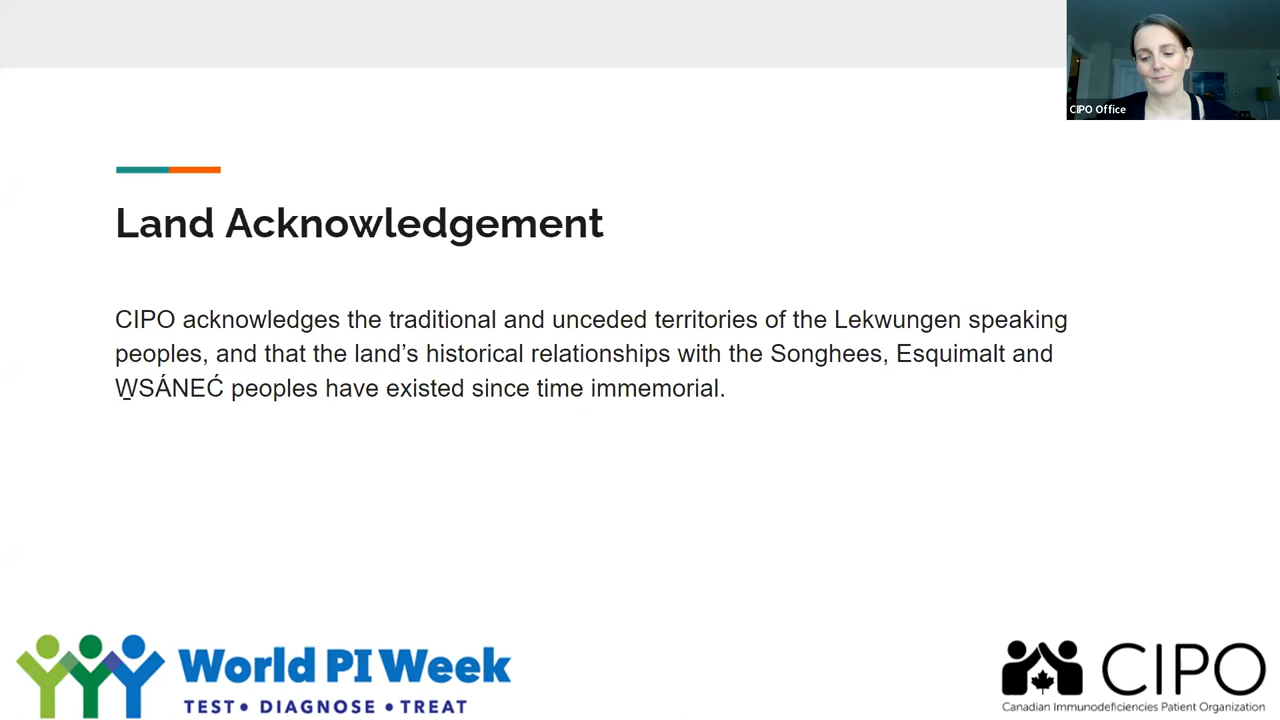 CIPO Office
Land Acknowledgement
CIPO acknowledges the traditional and unceded territories of the Lekwungen speaking
peoples, and that the land’s historical relationships with the Songhees, Esquimalt and
W̱SÁNEĆ peoples have existed since time immemorial.
World PI Week
TEST • DIAGNOSE • TREAT
CIPO
Canadian Immunodeficiencies Patient Organization